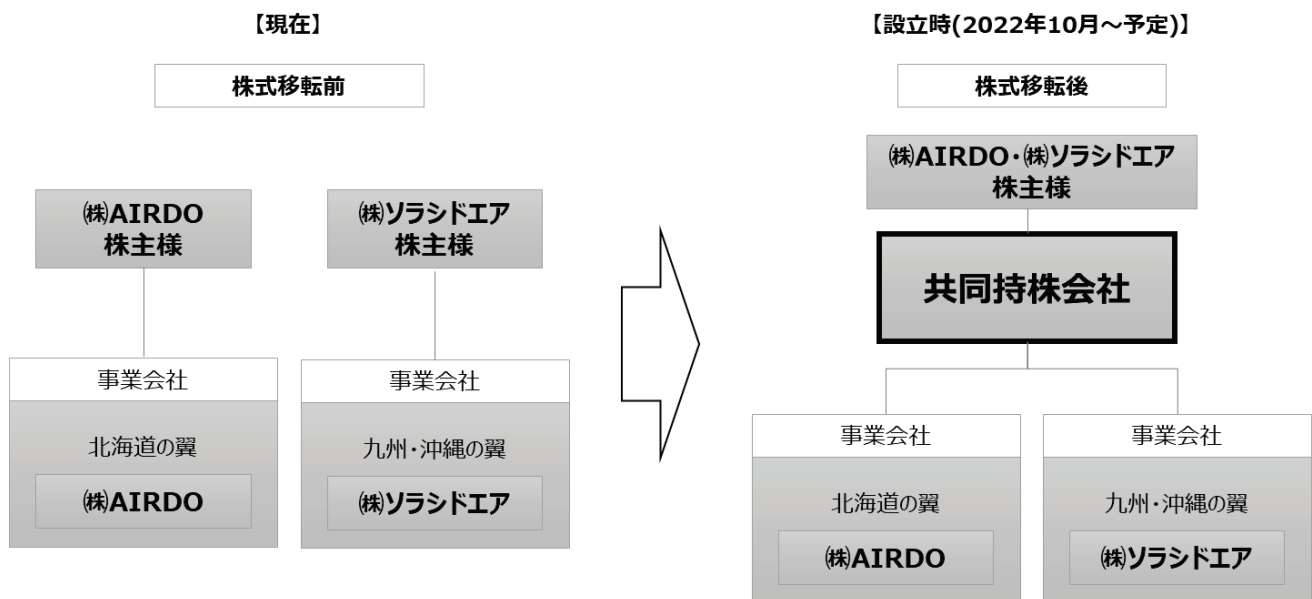 【現在】
株式移転前
㈱AIRDO
株主様
㈱ソラシドエア
株主様
事業会社
北海道の翼
㈱AIRDO
事業会社
九州・沖縄の翼
㈱ソラシドエア
【設立時(2022年10月～予定)】
株式移転後
㈱AIRDO・㈱ソラシドエア
株主様
共同持株会社
事業会社
北海道の翼
㈱AIRDO
事業会社
九州・沖縄の翼
㈱ソラシドエア